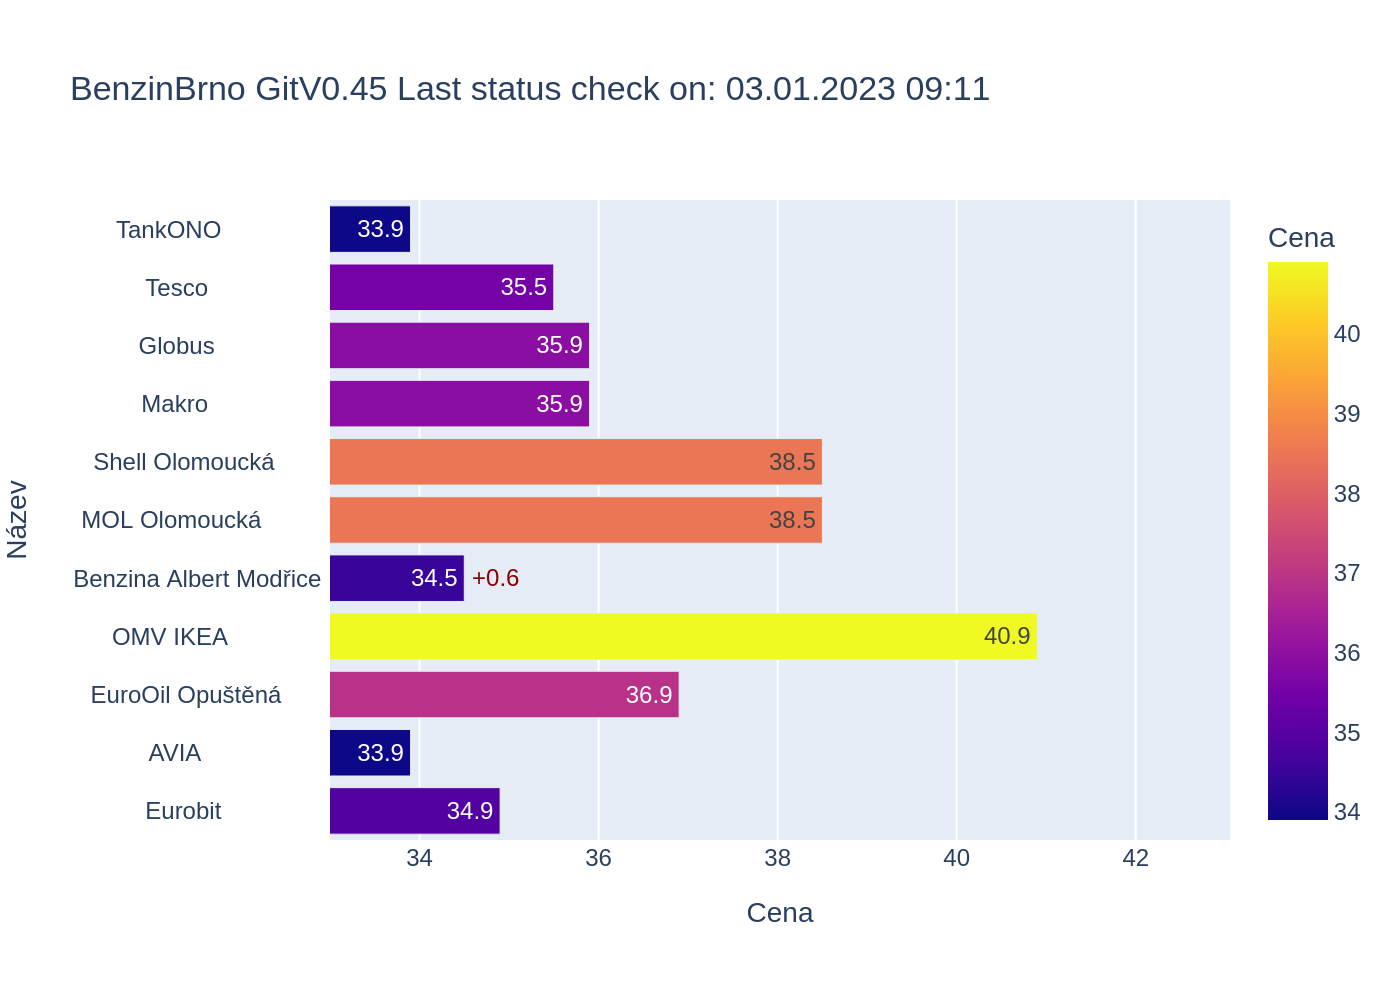 BenzinBrno GitV0.45 Last status check on: 03.01.2023 09:11
Název
TankONO 33.9
Tesco 35.5
Globus 35.9
Makro 35.9
Shell Olomoucká 38.5
MOL Olomoucká 38.5
Benzina Albert Modřice 34.5 +0.6
OMV IKEA 40.9
EuroOil Opuštěná 36.9
AVIA 33.9
Eurobit 34.9
34 36 38 40 42
Cena
Cena
40
39
38
37
36
35
34